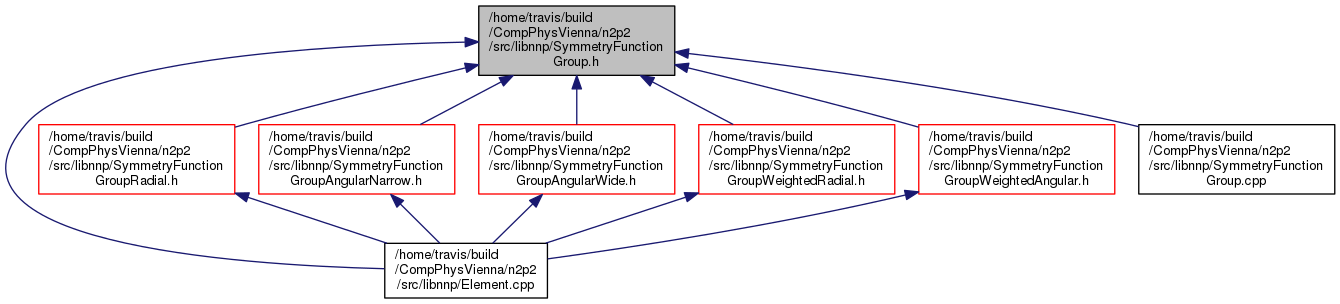 /home/travis/build
/CompPhysVienna/n2p2
/src/libnnp/SymmetryFunction
Group.h
/home/travis/build
/CompPhysVienna/n2p2
/src/libnnp/SymmetryFunction
GroupRadial.h
/home/travis/build
/CompPhysVienna/n2p2
/src/libnnp/SymmetryFunction
GroupAngularNarrow.h
/home/travis/build
/CompPhysVienna/n2p2
/src/libnnp/SymmetryFunction
GroupAngularWide.h
/home/travis/build
/CompPhysVienna/n2p2
/src/libnnp/SymmetryFunction
GroupWeightedRadial.h
/home/travis/build
/CompPhysVienna/n2p2
/src/libnnp/SymmetryFunction
GroupWeightedAngular.h
/home/travis/build
/CompPhysVienna/n2p2
/src/libnnp/SymmetryFunction
Group.cpp
/home/travis/build
/CompPhysVienna/n2p2
/src/libnnp/Element.cpp